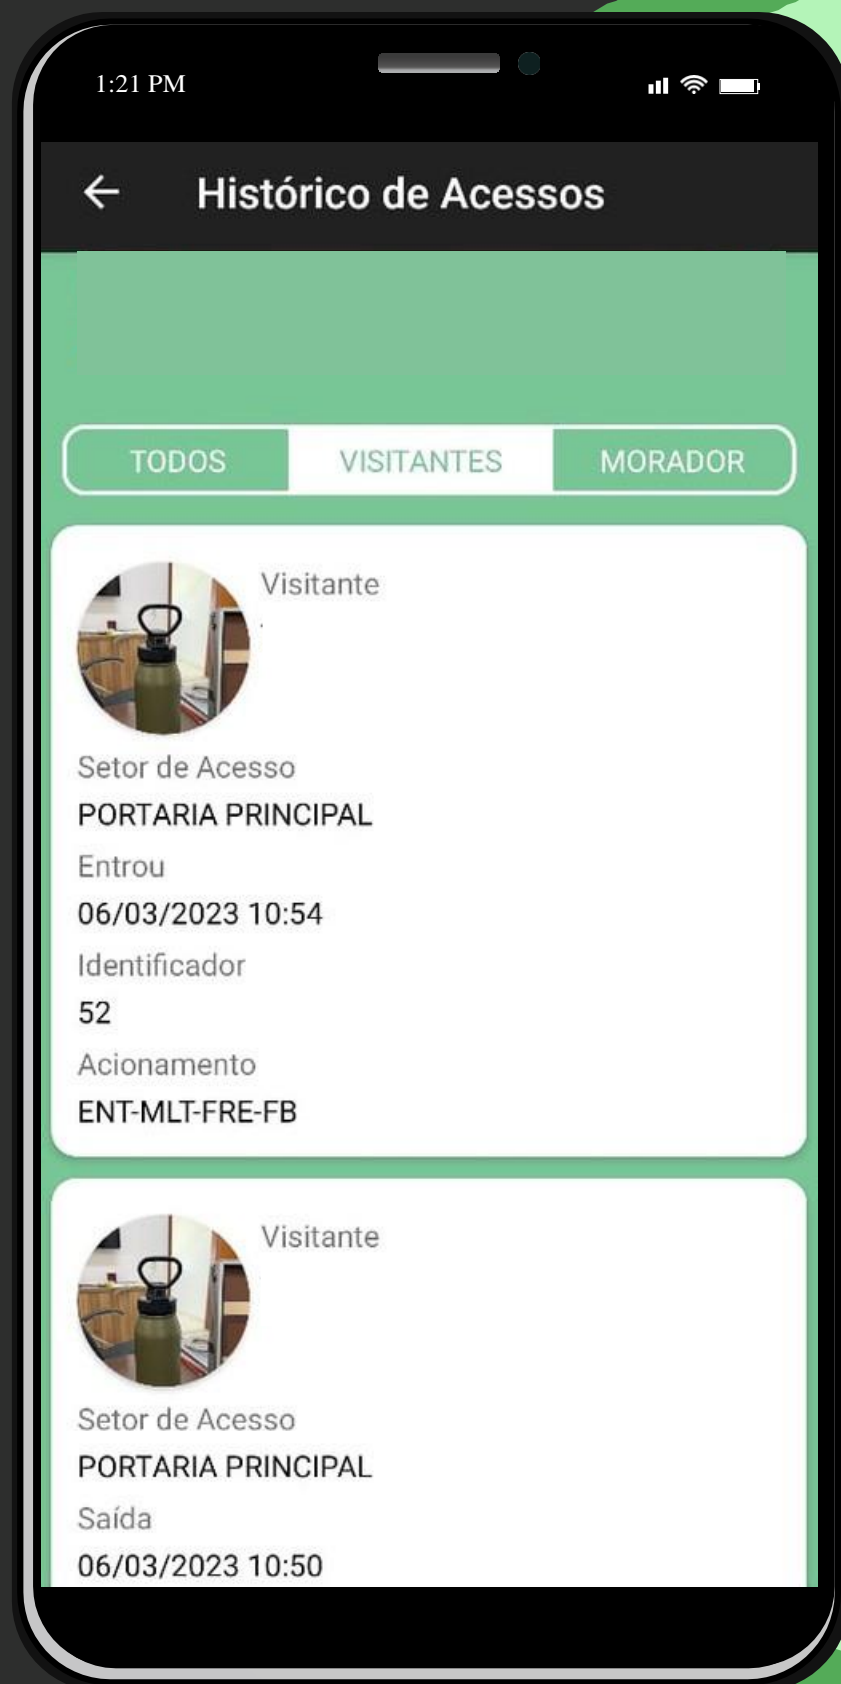 1:21 PM
Histórico de Acessos
TODOS
VISITANTES
MORADOR
Visitante
Setor de Acesso
PORTARIA PRINCIPAL
Entrou
06/03/2023 10:54
Identificador
52
Acionamento
ENT-MLT-FRE-FB
Visitante
Setor de Acesso
PORTARIA PRINCIPAL
Saída
06/03/2023 10:50